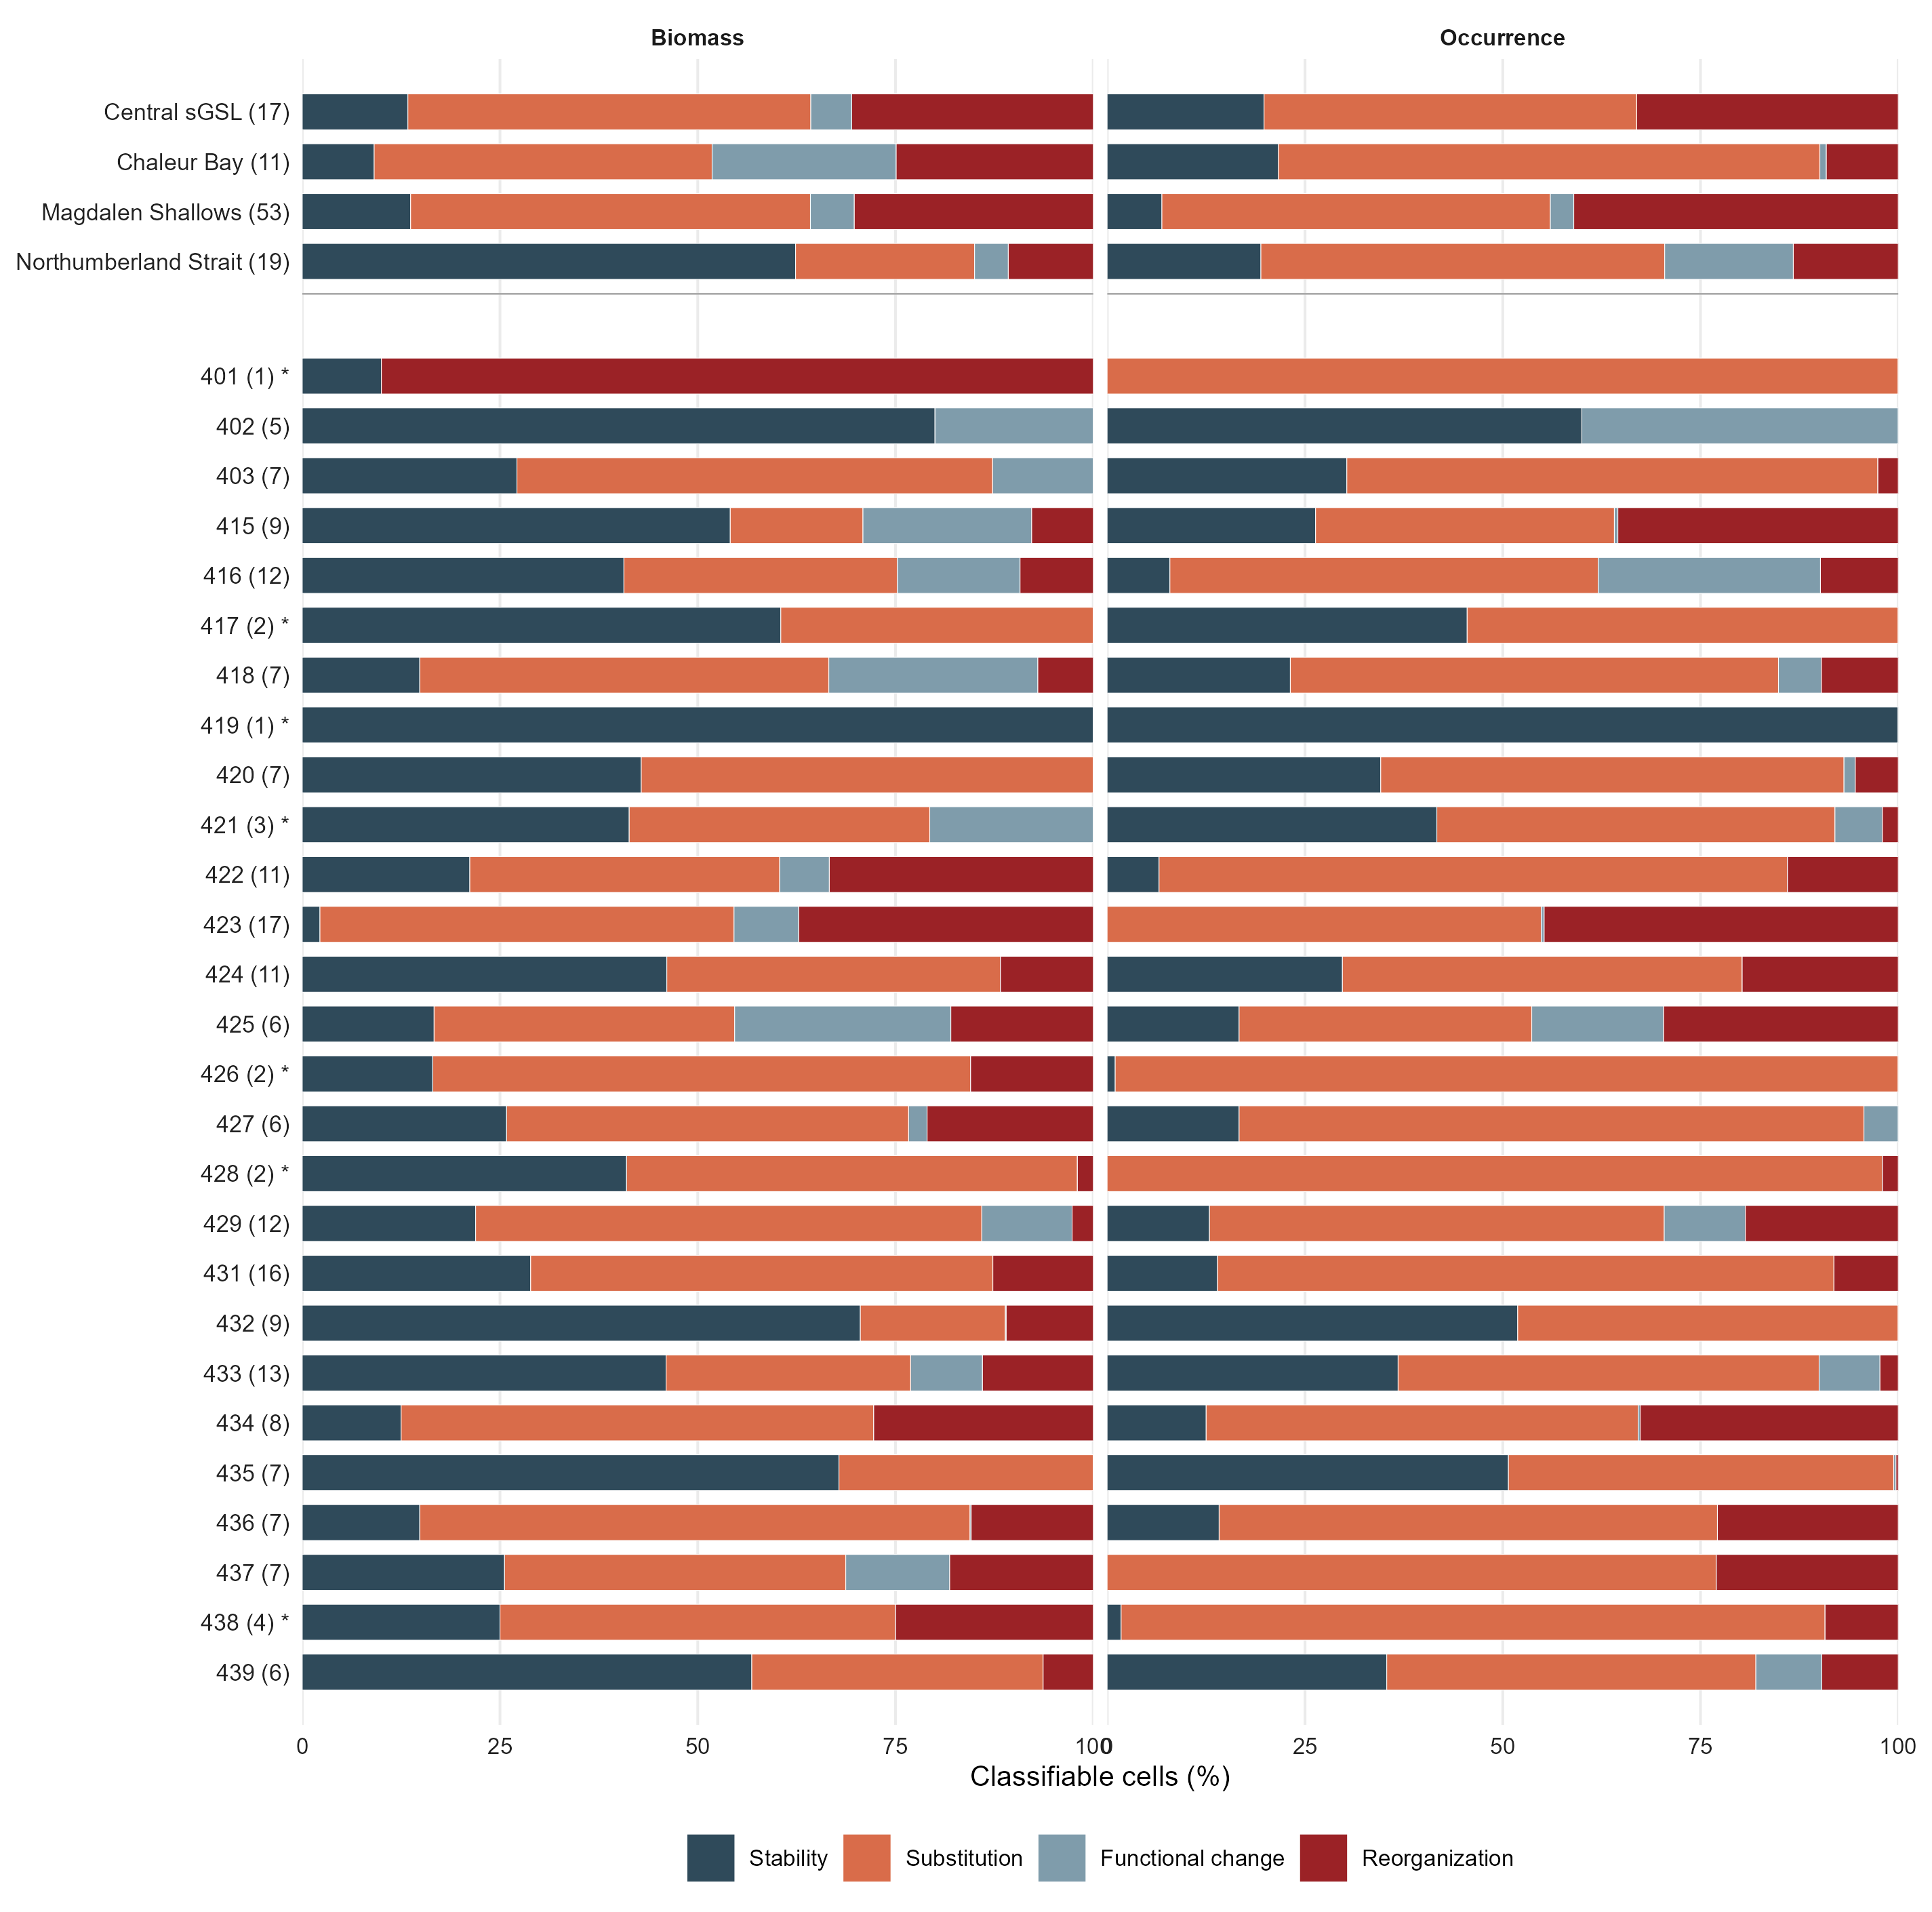 Biomass Occurrence
Central sGSL (17)
Chaleur Bay (11)
Magdalen Shallows (53)
Northumberland Strait (19)
401 (1) *
402 (5)
403 (7)
415 (9)
416 (12)
417 (2) *
418 (7)
419 (1) *
420 (7)
421 (3) *
422 (11)
423 (17)
424 (11)
425 (6)
426 (2) *
427 (6)
428 (2) *
429 (12)
431 (16)
432 (9)
433 (13)
434 (8)
435 (7)
436 (7)
437 (7)
438 (4) *
439 (6)
0 25 50 75 100 0 25 50 75 100
Classifiable cells (%)
Stability Substitution Functional change Reorganization